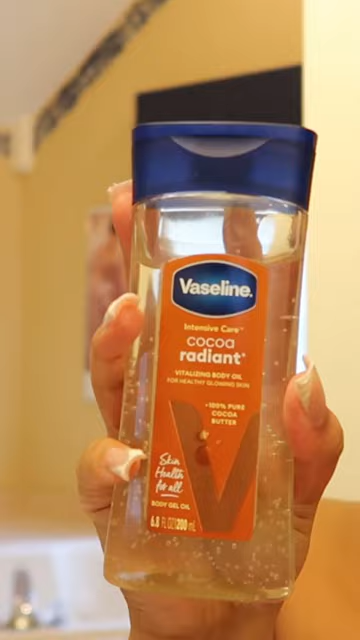 Vaseline.
Intensive Care™
cocoa
radiant*
VITALIZING BODY OIL
FOR HEALTHY GLOWING SKIN
•100% PURE
COCOA
BUTTER
Skin
Health
for all
BODY GEL OIL
6.8 FL OZ|200 mL